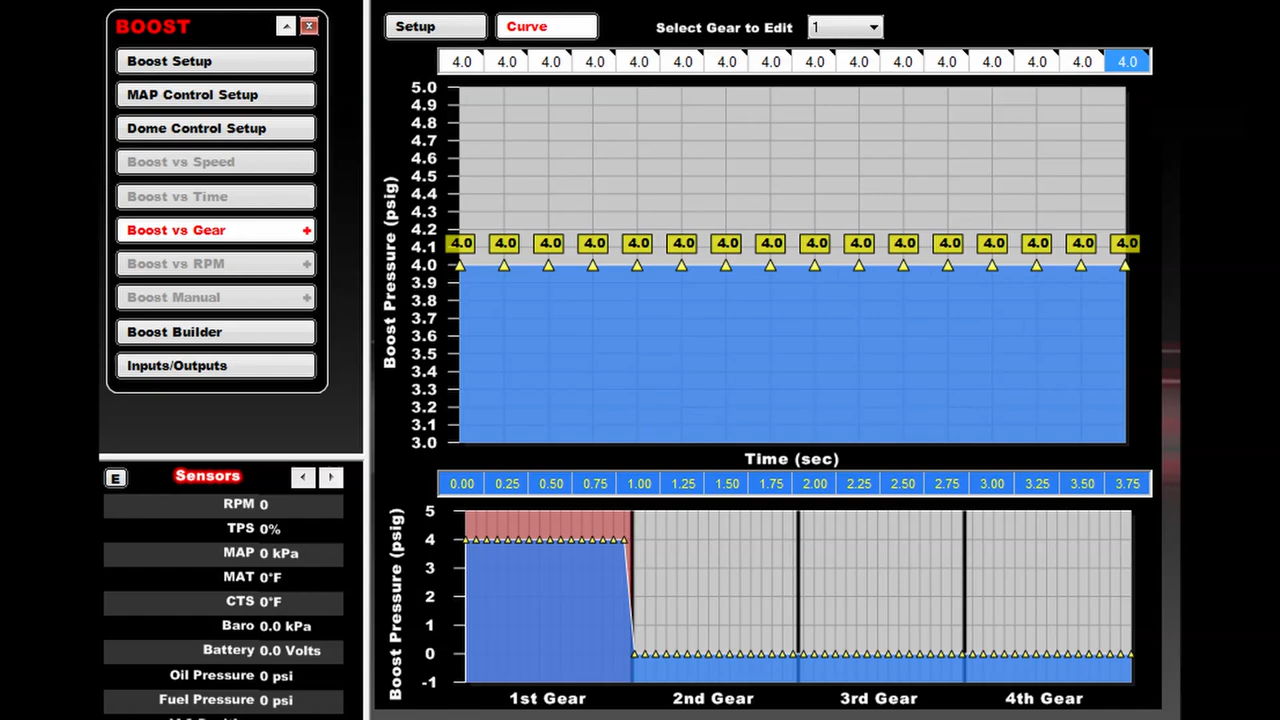 BOOST
Boost Setup
MAP Control Setup
Dome Control Setup
Boost vs Speed
Boost vs Time
Boost vs Gear +
Boost vs RPM +
Boost Manual +
Boost Builder
Inputs/Outputs
E Sensors
RPM 0
TPS 0%
MAP 0 kPa
MAT 0°F
CTS 0°F
Baro 0.0 kPa
Battery 0.0 Volts
Oil Pressure 0 psi
Fuel Pressure 0 psi
Setup Curve Select Gear to Edit 1
4.0 4.0 4.0 4.0 4.0 4.0 4.0 4.0 4.0 4.0 4.0 4.0 4.0 4.0 4.0 4.0
Boost Pressure (psig)
5.0
4.9
4.8
4.7
4.6
4.5
4.4
4.3
4.2
4.1
4.0
3.9
3.8
3.7
3.6
3.5
3.4
3.3
3.2
3.1
3.0
4.0 4.0 4.0 4.0 4.0 4.0 4.0 4.0 4.0 4.0 4.0 4.0 4.0 4.0 4.0 4.0
Time (sec)
0.00 0.25 0.50 0.75 1.00 1.25 1.50 1.75 2.00 2.25 2.50 2.75 3.00 3.25 3.50 3.75
Boost Pressure (psig)
5
4
3
2
1
0
-1
1st Gear 2nd Gear 3rd Gear 4th Gear